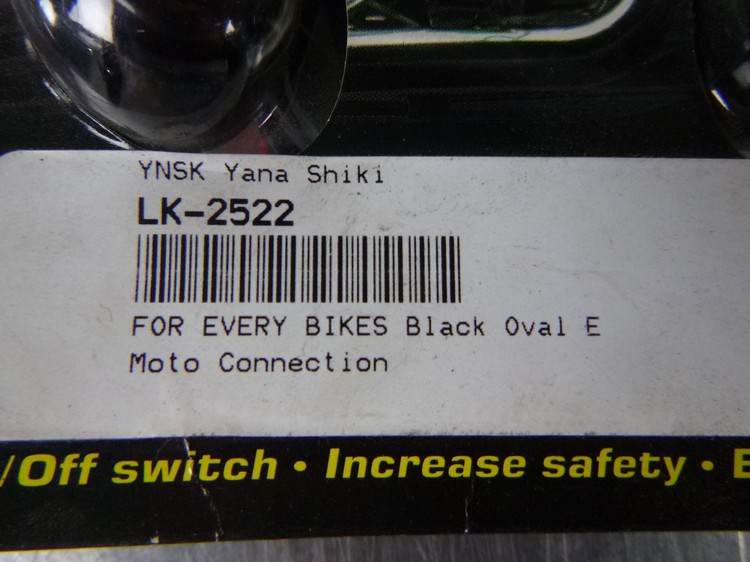 YNSK Yana Shiki
LK-2522
FOR EVERY BIKES Black Oval E
Moto Connection
/Off switch • Increase safety • E